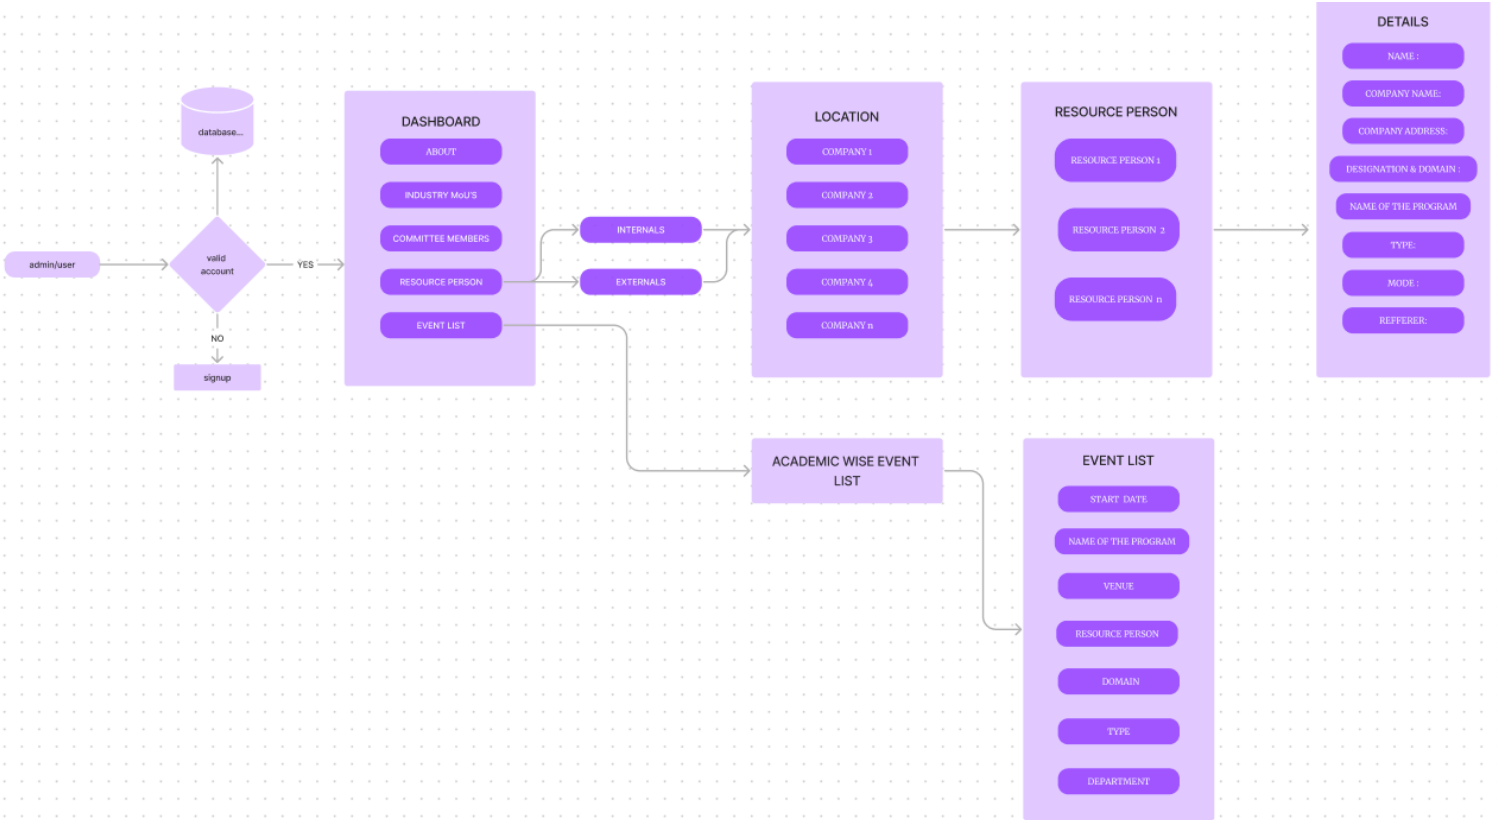 admin/user
database...
valid
account
YES
NO
signup
DASHBOARD
ABOUT
INDUSTRY MoU'S
COMMITTEE MEMBERS
RESOURCE PERSON
EVENT LIST
INTERNALS
EXTERNALS
LOCATION
COMPANY 1
COMPANY 2
COMPANY 3
COMPANY 4
COMPANY n
RESOURCE PERSON
RESOURCE PERSON 1
RESOURCE PERSON 2
RESOURCE PERSON n
DETAILS
NAME :
COMPANY NAME:
COMPANY ADDRESS:
DESIGNATION & DOMAIN :
NAME OF THE PROGRAM
TYPE:
MODE :
REFFERER:
ACADEMIC WISE EVENT
LIST
EVENT LIST
START DATE
NAME OF THE PROGRAM
VENUE
RESOURCE PERSON
DOMAIN
TYPE
DEPARTMENT